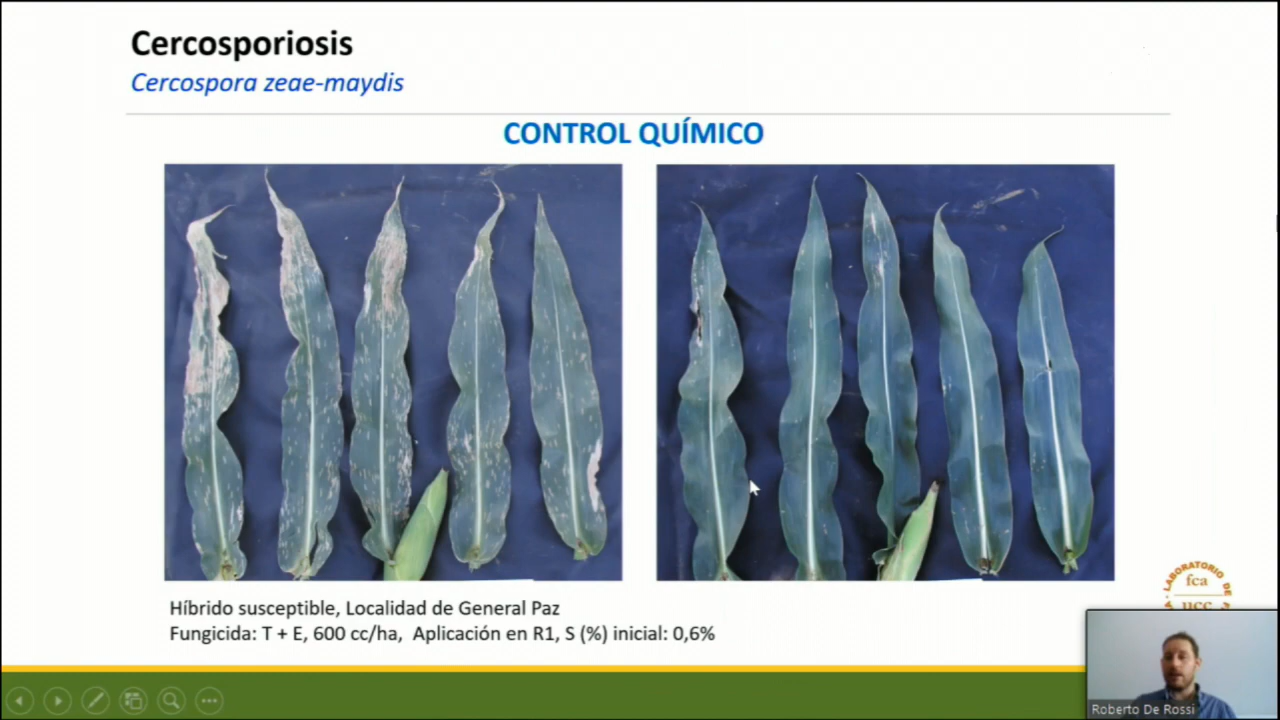 Cercosporiosis
Cercospora zeae-maydis
CONTROL QUÍMICO
Híbrido susceptible, Localidad de General Paz
Fungicida: T + E, 600 cc/ha, Aplicación en R1, S (%) inicial: 0,6%
LABORATORIO DE
fca
ucc
Roberto De Rossi